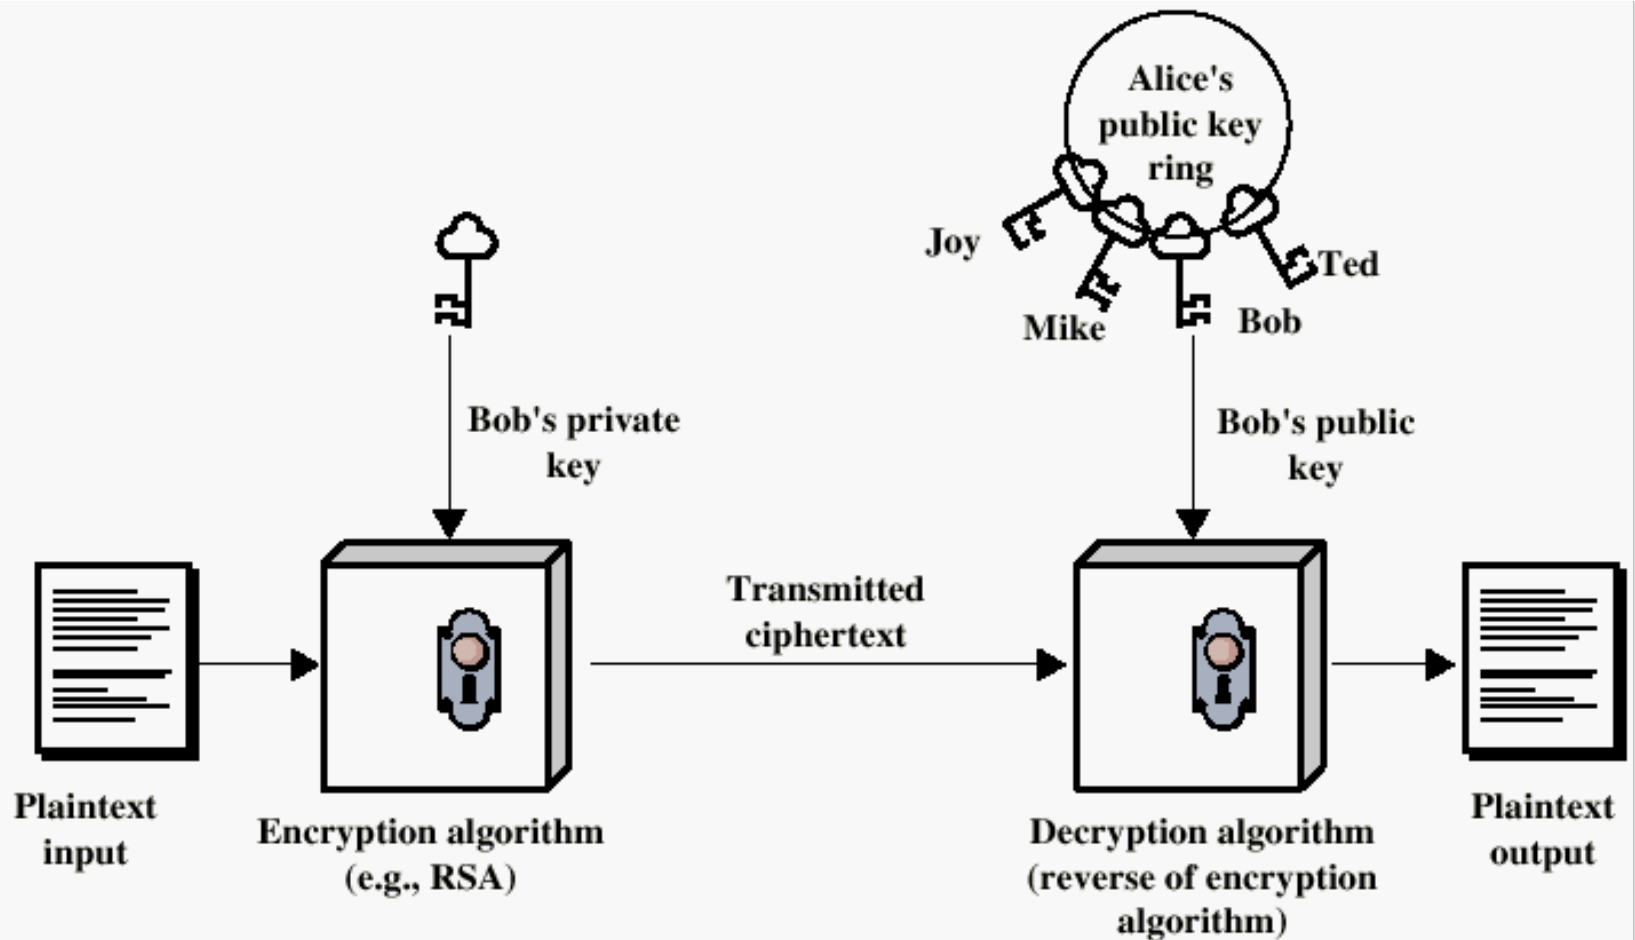 Alice's
public key
ring
Joy
Ted
Mike
Bob
Bob's private
key
Bob's public
key
Transmitted
ciphertext
Plaintext
input
Encryption algorithm
(e.g., RSA)
Decryption algorithm
(reverse of encryption
algorithm)
Plaintext
output